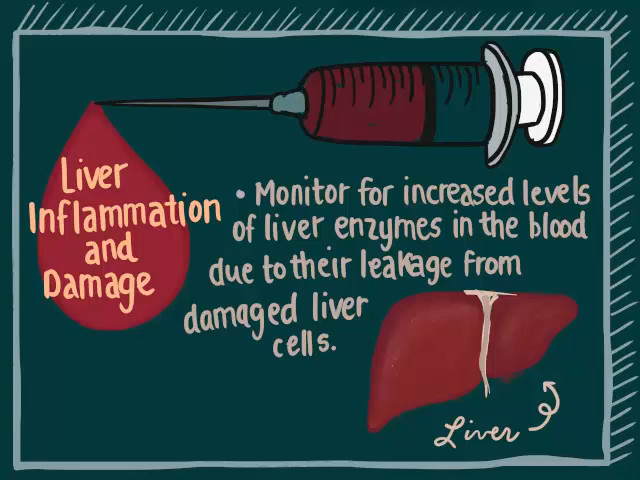 Liver
Inflammation
and
Damage
• Monitor for increased levels
of liver enzymes in the blood
due to their leakage from
damaged liver
cells.
Liver